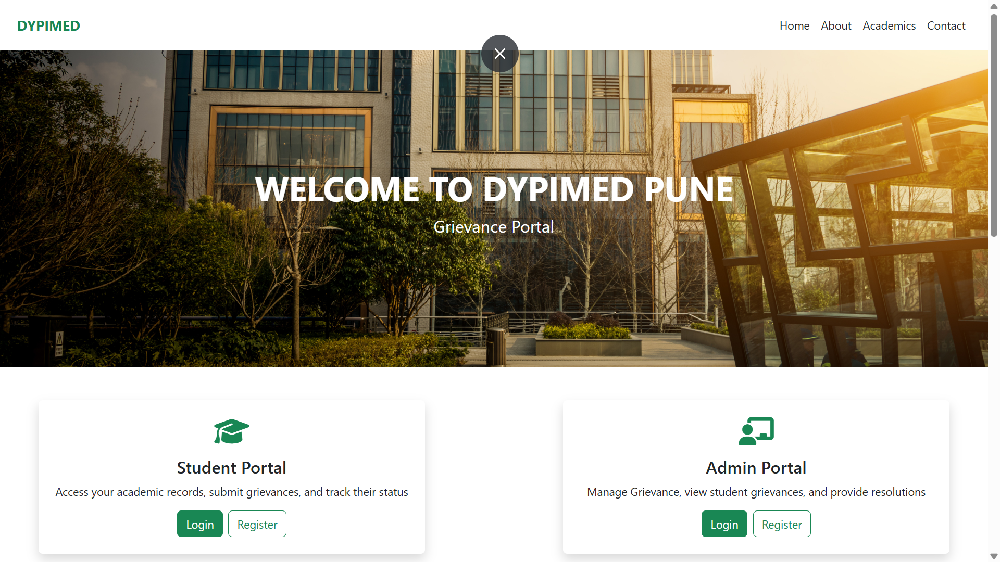 DYPIMED
Home About Academics Contact
WELCOME TO DYPIMED PUNE
Grievance Portal
Student Portal
Access your academic records, submit grievances, and track their status
Login Register
Admin Portal
Manage Grievance, view student grievances, and provide resolutions
Login Register